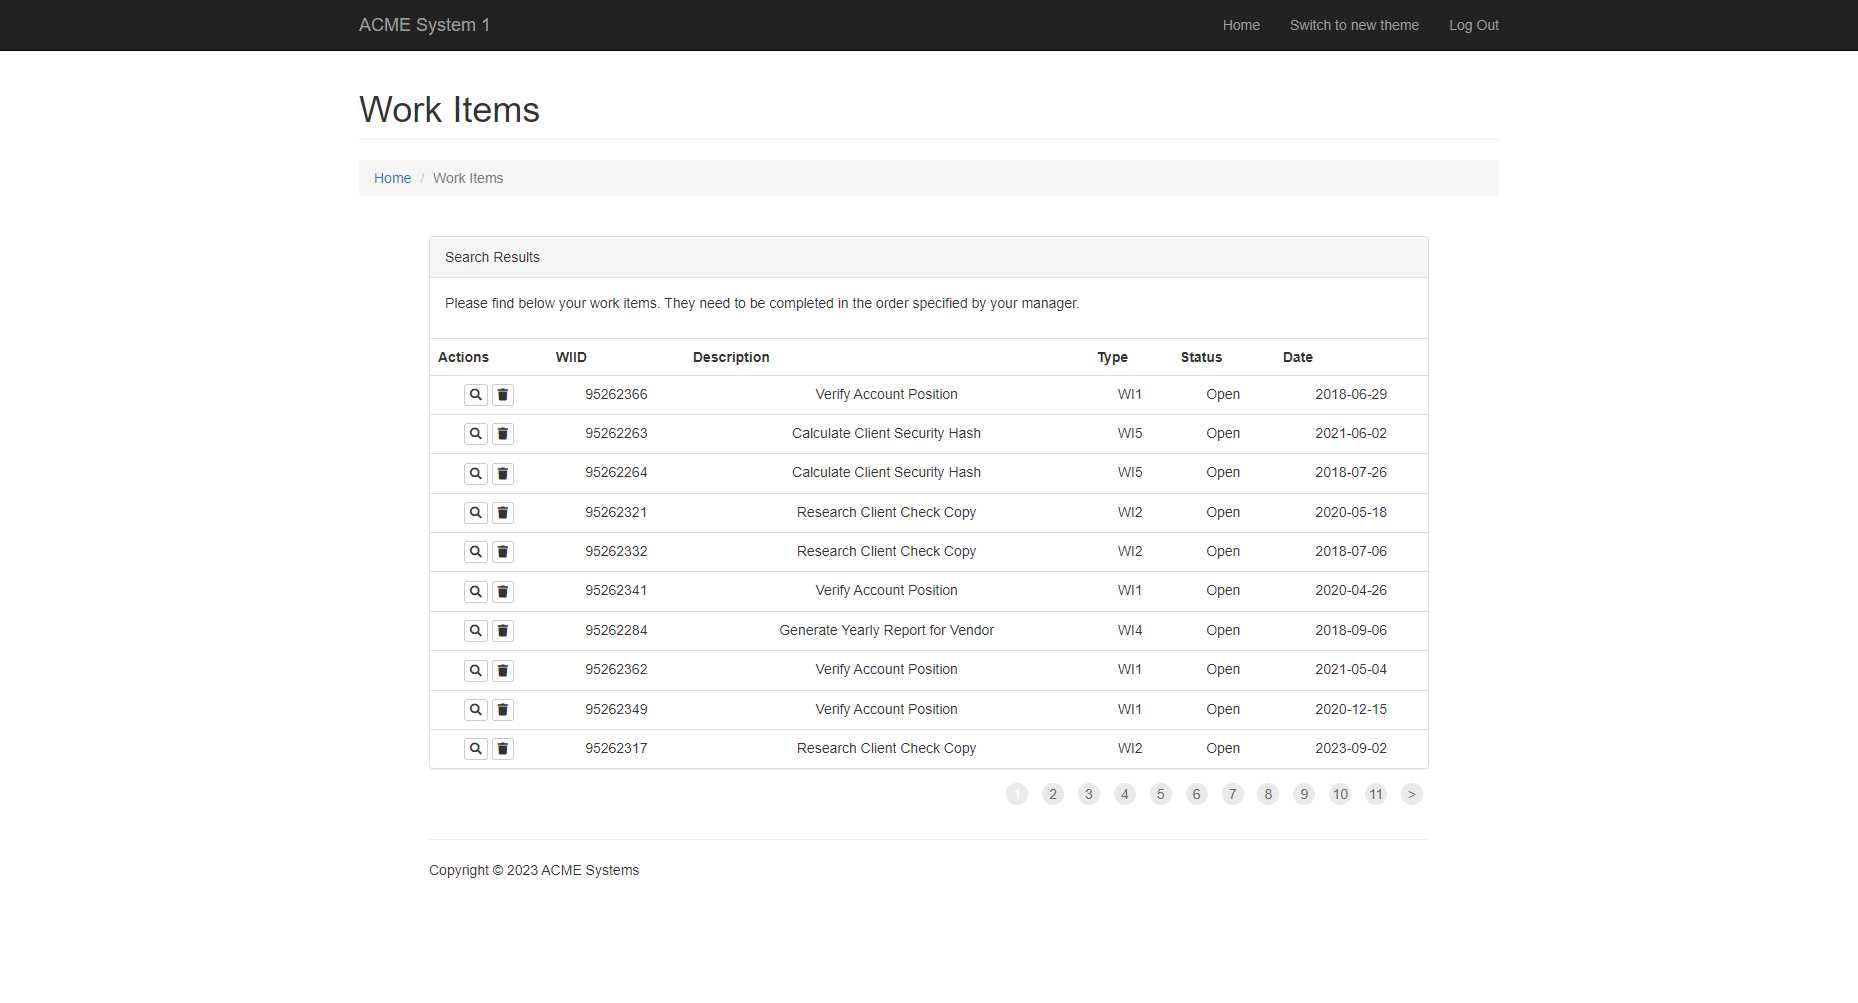 ACME System 1 Home Switch to new theme Log Out
Work Items
Home / Work Items
Search Results
Please find below your work items. They need to be completed in the order specified by your manager.
Actions WIID Description Type Status Date
95262366 Verify Account Position WI1 Open 2018-06-29
95262263 Calculate Client Security Hash WI5 Open 2021-06-02
95262264 Calculate Client Security Hash WI5 Open 2018-07-26
95262321 Research Client Check Copy WI2 Open 2020-05-18
95262332 Research Client Check Copy WI2 Open 2018-07-06
95262341 Verify Account Position WI1 Open 2020-04-26
95262284 Generate Yearly Report for Vendor WI4 Open 2018-09-06
95262362 Verify Account Position WI1 Open 2021-05-04
95262349 Verify Account Position WI1 Open 2020-12-15
95262317 Research Client Check Copy WI2 Open 2023-09-02
1 2 3 4 5 6 7 8 9 10 11 >
Copyright © 2023 ACME Systems